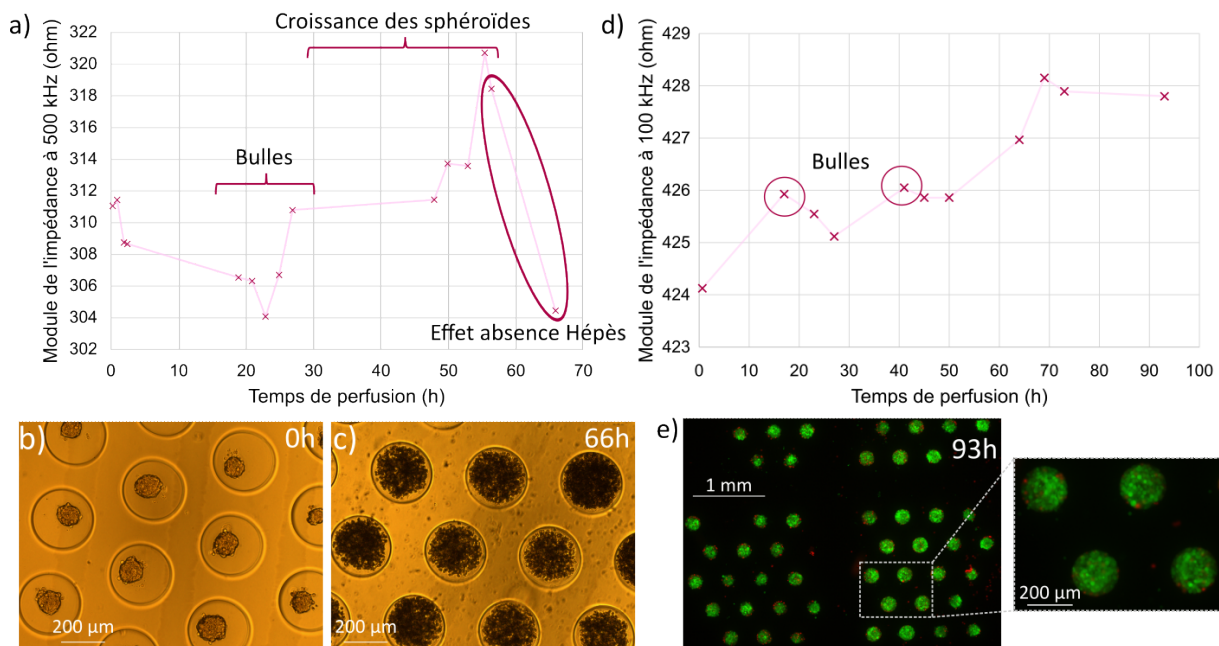 a)
Module de l'impédance à 500 kHz (ohm)
322
320
318
316
314
312
310
308
306
304
302
0 10 20 30 40 50 60 70
Temps de perfusion (h)
Croissance des sphéroïdes
Bulles
Effet absence Hépès
d)
Module de l'impédance à 100 kHz (ohm)
429
428
427
426
425
424
423
0 10 20 30 40 50 60 70 80 90 100
Temps de perfusion (h)
Bulles
b)
0h
200 µm
c)
66h
200 µm
e)
93h
1 mm
200 µm